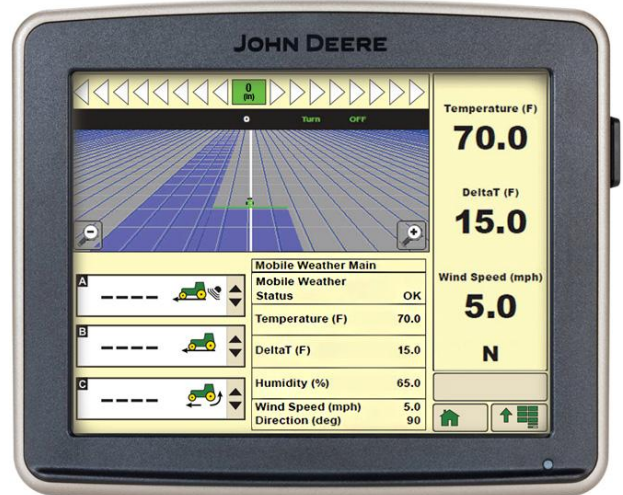 JOHN DEERE
0
(in)
0 Turn OFF
Temperature (F)
70.0
DeltaT (F)
15.0
Wind Speed (mph)
5.0
N
A ----
B ----
C ----
Mobile Weather Main
Mobile Weather
Status OK
Temperature (F) 70.0
DeltaT (F) 15.0
Humidity (%) 65.0
Wind Speed (mph) 5.0
Direction (deg) 90